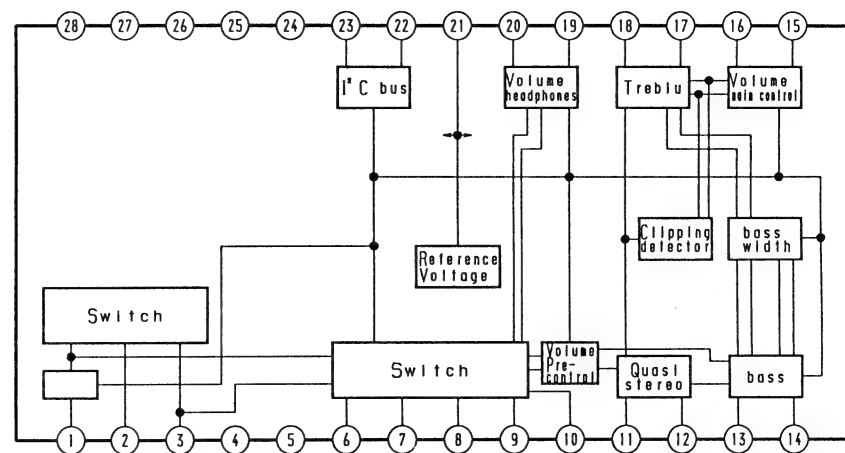 28 27 26 25 24 23 22 21 20 19 18 17 16 15
I²C bus
Volume
headphones
Treblu
Volume
main control
Clipping
detector
bass
width
Reference
Voltage
Switch
Switch
Volume
Pre-
control
Quasi
stereo
bass
1 2 3 4 5 6 7 8 9 10 11 12 13 14